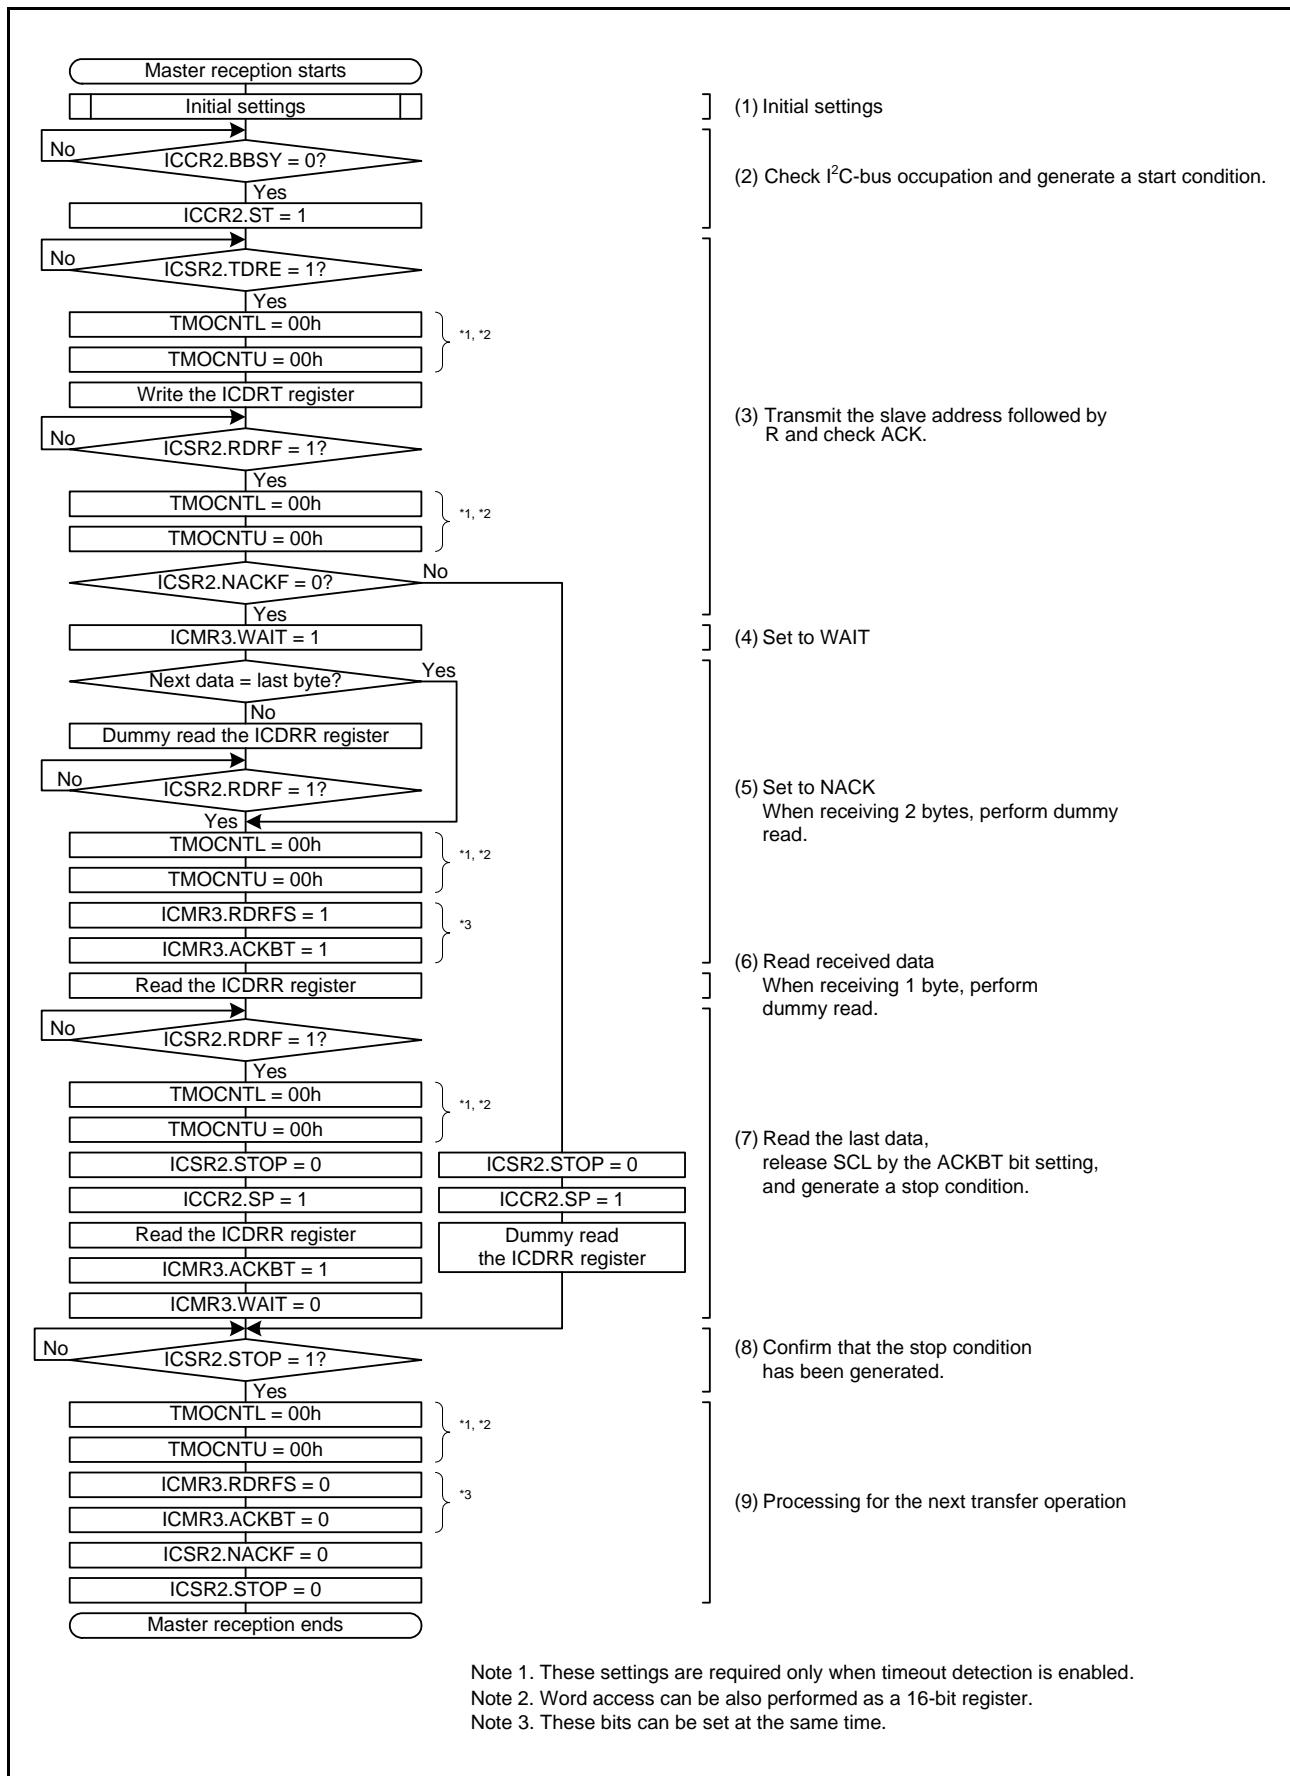 Master reception starts
Initial settings
(1) Initial settings
No
ICCR2.BBSY = 0?
Yes
(2) Check I²C-bus occupation and generate a start condition.
ICCR2.ST = 1
No
ICSR2.TDRE = 1?
Yes
TMOCNTL = 00h
*1, *2
TMOCNTU = 00h
Write the ICDRT register
(3) Transmit the slave address followed by
R and check ACK.
No
ICSR2.RDRF = 1?
Yes
TMOCNTL = 00h
*1, *2
TMOCNTU = 00h
ICSR2.NACKF = 0?
No
Yes
ICMR3.WAIT = 1
(4) Set to WAIT
Next data = last byte?
Yes
No
Dummy read the ICDRR register
No
ICSR2.RDRF = 1?
Yes
(5) Set to NACK
When receiving 2 bytes, perform dummy
read.
TMOCNTL = 00h
*1, *2
TMOCNTU = 00h
ICMR3.RDRFS = 1
*3
ICMR3.ACKBT = 1
Read the ICDRR register
(6) Read received data
When receiving 1 byte, perform
dummy read.
No
ICSR2.RDRF = 1?
Yes
TMOCNTL = 00h
*1, *2
TMOCNTU = 00h
ICSR2.STOP = 0
ICCR2.SP = 1
Read the ICDRR register
ICMR3.ACKBT = 1
ICMR3.WAIT = 0
ICSR2.STOP = 0
ICCR2.SP = 1
Dummy read
the ICDRR register
(7) Read the last data,
release SCL by the ACKBT bit setting,
and generate a stop condition.
No
ICSR2.STOP = 1?
Yes
(8) Confirm that the stop condition
has been generated.
TMOCNTL = 00h
*1, *2
TMOCNTU = 00h
ICMR3.RDRFS = 0
*3
ICMR3.ACKBT = 0
(9) Processing for the next transfer operation
ICSR2.NACKF = 0
ICSR2.STOP = 0
Master reception ends
Note 1. These settings are required only when timeout detection is enabled.
Note 2. Word access can be also performed as a 16-bit register.
Note 3. These bits can be set at the same time.